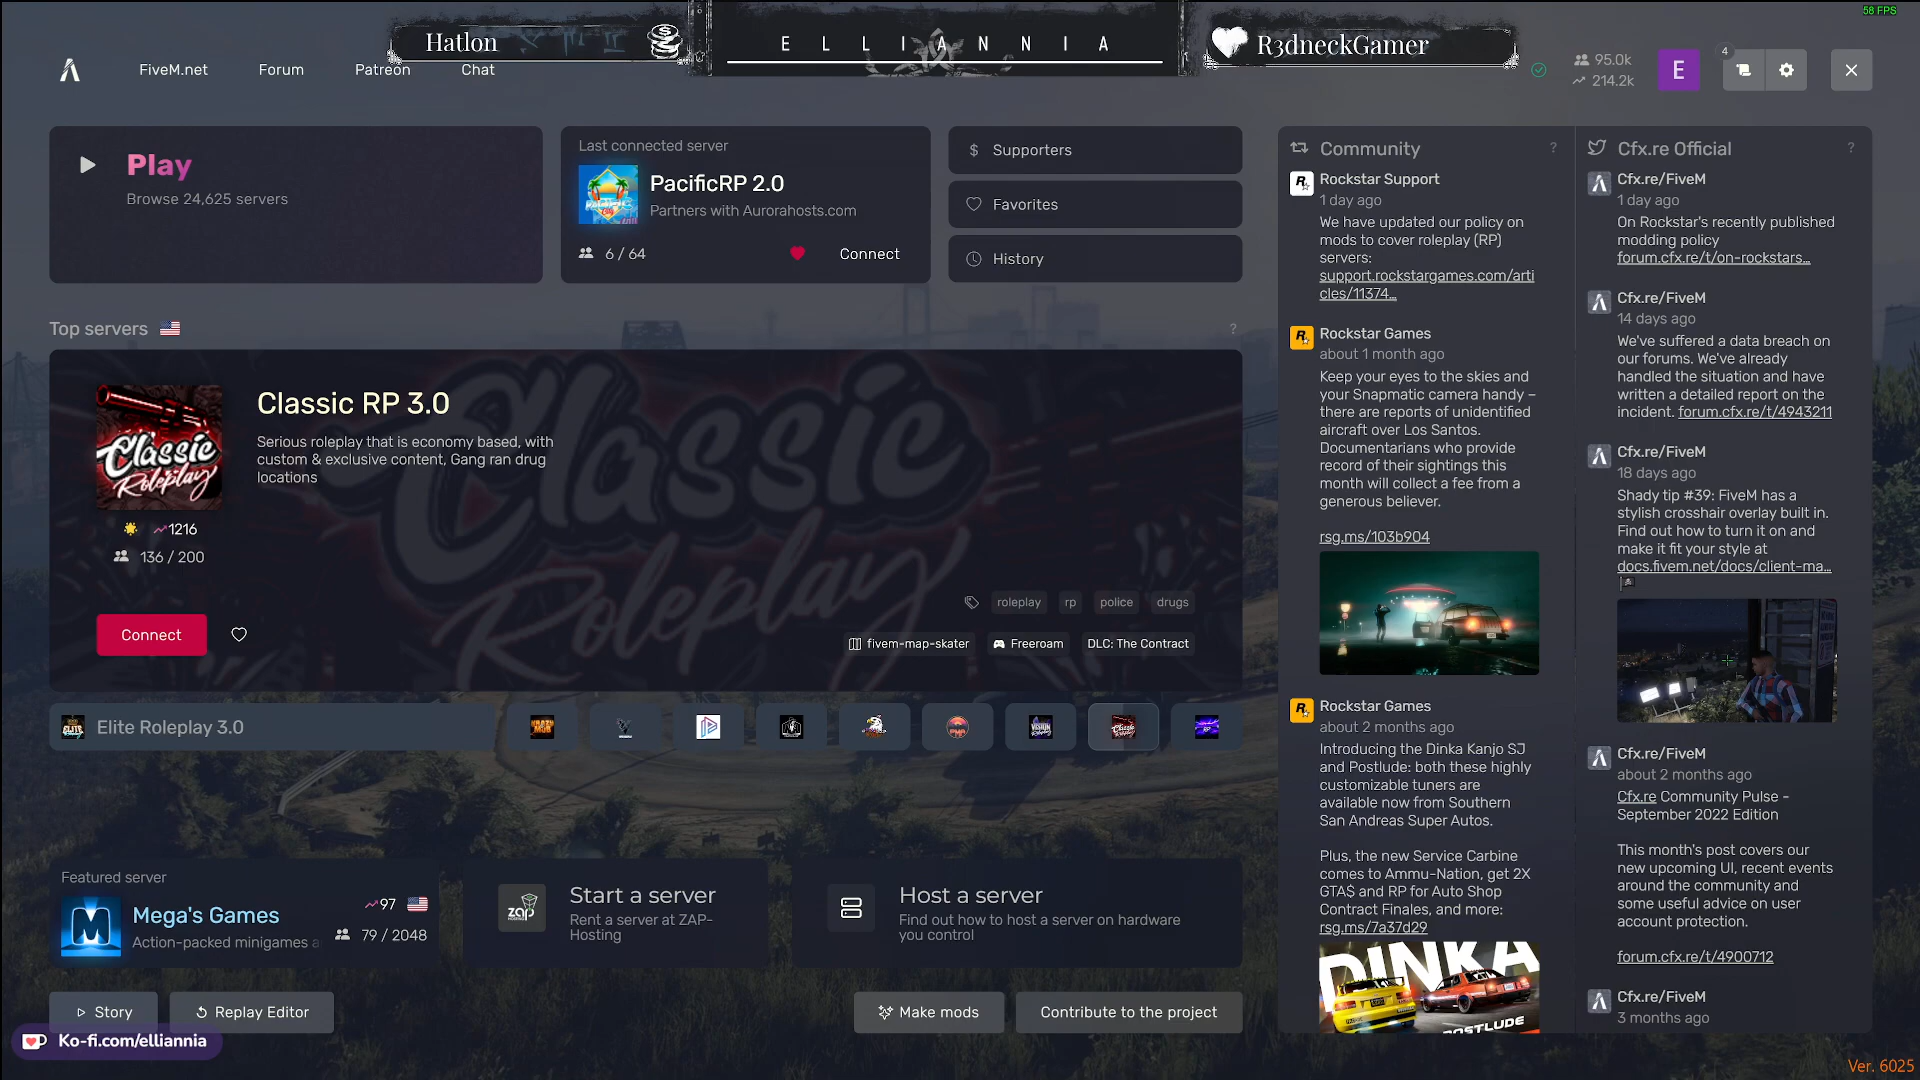 58 FPS
Hatlon
ELLIANNIA
R3dneckGamer
FiveM.net
Forum
Patreon
Chat
95.0k
214.2k
E
4
Play
Browse 24,625 servers
Last connected server
PacificRP 2.0
Partners with Aurorahosts.com
6 / 64
Connect
$ Supporters
Favorites
History
Top servers
?
Classic RP 3.0
Serious roleplay that is economy based, with
custom & exclusive content, Gang ran drug
locations
Classic
Roleplay
Classic
Roleplay
1216
136 / 200
Connect
roleplay
rp
police
drugs
fivem-map-skater
Freeroam
DLC: The Contract
Elite Roleplay 3.0
Featured server
Mega's Games
Action-packed minigames a
97
79 / 2048
zap
Start a server
Rent a server at ZAP-
Hosting
Host a server
Find out how to host a server on hardware
you control
Story
Replay Editor
Make mods
Contribute to the project
Ko-fi.com/elliannia
Community
?
Rockstar Support
1 day ago
We have updated our policy on
mods to cover roleplay (RP)
servers:
support.rockstargames.com/arti
cles/11374…
Rockstar Games
about 1 month ago
Keep your eyes to the skies and
your Snapmatic camera handy –
there are reports of unidentified
aircraft over Los Santos.
Documentarians who provide
record of their sightings this
month will collect a fee from a
generous believer.
rsg.ms/103b904
Rockstar Games
about 2 months ago
Introducing the Dinka Kanjo SJ
and Postlude: both these highly
customizable tuners are
available now from Southern
San Andreas Super Autos.
Plus, the new Service Carbine
comes to Ammu-Nation, get 2X
GTA$ and RP for Auto Shop
Contract Finales, and more:
rsg.ms/7a37d29
DINKA
POSTLUDE
Cfx.re Official
?
Cfx.re/FiveM
1 day ago
On Rockstar's recently published
modding policy
forum.cfx.re/t/on-rockstars…
Cfx.re/FiveM
14 days ago
We've suffered a data breach on
our forums. We've already
handled the situation and have
written a detailed report on the
incident. forum.cfx.re/t/4943211
Cfx.re/FiveM
18 days ago
Shady tip #39: FiveM has a
stylish crosshair overlay built in.
Find out how to turn it on and
make it fit your style at
docs.fivem.net/docs/client-ma…
Cfx.re/FiveM
about 2 months ago
Cfx.re Community Pulse -
September 2022 Edition
This month's post covers our
new upcoming UI, recent events
around the community and
some useful advice on user
account protection.
forum.cfx.re/t/4900712
Cfx.re/FiveM
3 months ago
Ver. 6025